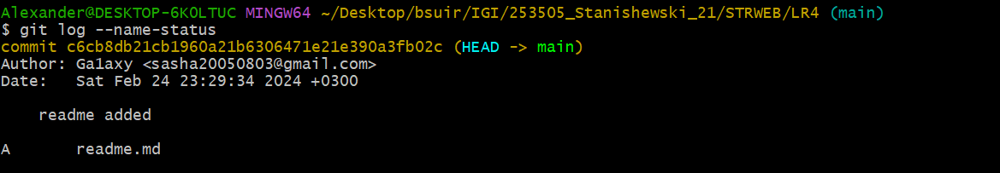 Alexander@DESKTOP-6KOLTUC MINGW64 ~/Desktop/bsuir/IGI/253505_Stanishewski_21/STRWEB/LR4 (main)
$ git log --name-status
commit c6cb8db21cb1960a21b6306471e21e390a3fb02c (HEAD -> main)
Author: Ga1axy <sasha20050803@gmail.com>
Date:   Sat Feb 24 23:29:34 2024 +0300
    readme added
A       readme.md